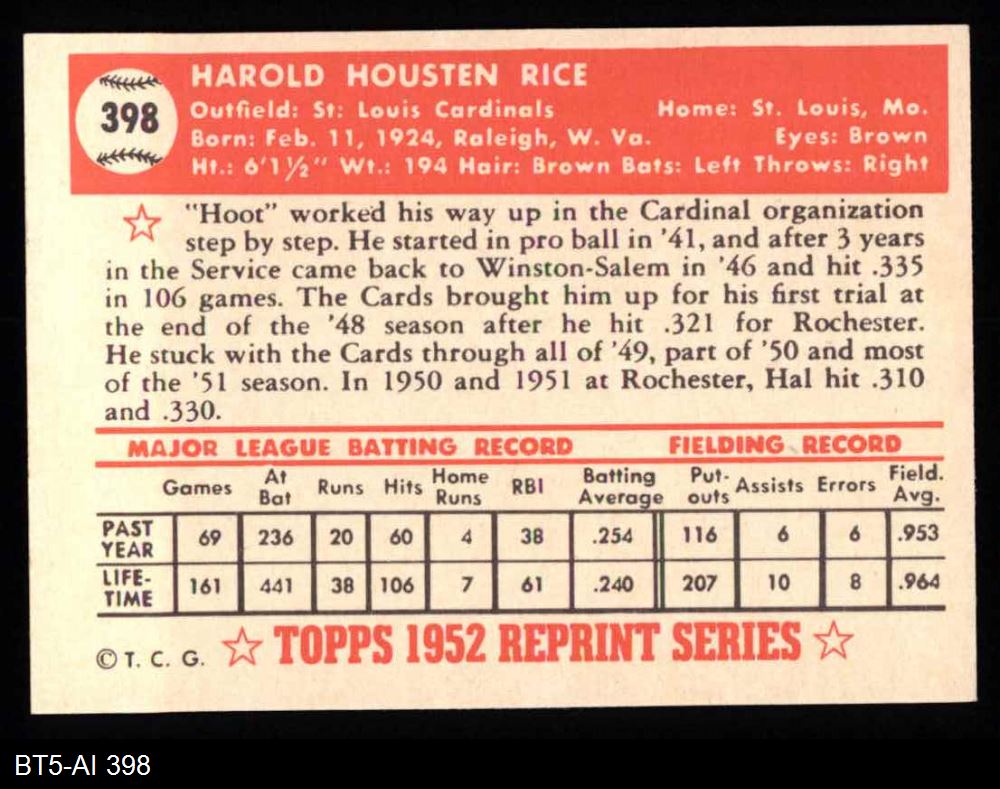 398
HAROLD HOUSTEN RICE
Outfield: St: Louis Cardinals Home: St. Louis, Mo.
Born: Feb. 11, 1924, Raleigh, W. Va. Eyes: Brown
Ht.: 6'1½" Wt.: 194 Hair: Brown Bats: Left Throws: Right
"Hoot" worked his way up in the Cardinal organization
step by step. He started in pro ball in '41, and after 3 years
in the Service came back to Winston-Salem in '46 and hit .335
in 106 games. The Cards brought him up for his first trial at
the end of the '48 season after he hit .321 for Rochester.
He stuck with the Cards through all of '49, part of '50 and most
of the '51 season. In 1950 and 1951 at Rochester, Hal hit .310
and .330.
MAJOR LEAGUE BATTING RECORD FIELDING RECORD
Games At Bat Runs Hits Home Runs RBI Batting Average Put-outs Assists Errors Field. Avg.
PAST YEAR 69 236 20 60 4 38 .254 116 6 6 .953
LIFE-TIME 161 441 38 106 7 61 .240 207 10 8 .964
© T. C. G. TOPPS 1952 REPRINT SERIES
BT5-AI 398